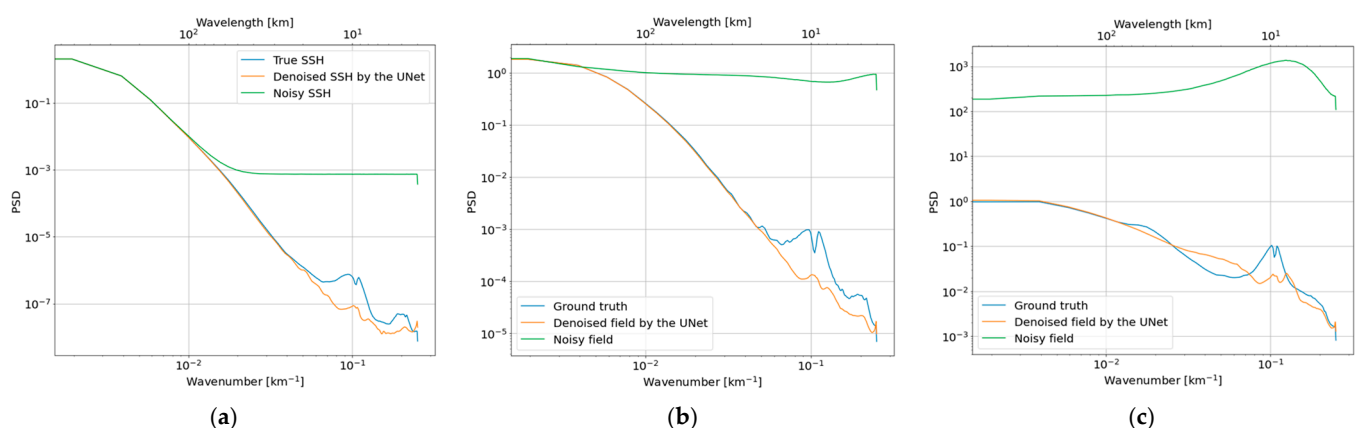 Wavelength [km]
10²
10¹
PSD
10⁻¹
10⁻³
10⁻⁵
10⁻⁷
True SSH
Denoised SSH by the UNet
Noisy SSH
10⁻²
10⁻¹
Wavenumber [km⁻¹]
(a)
Wavelength [km]
10²
10¹
PSD
10⁰
10⁻¹
10⁻²
10⁻³
10⁻⁴
10⁻⁵
Ground truth
Denoised field by the UNet
Noisy field
10⁻²
10⁻¹
Wavenumber [km⁻¹]
(b)
Wavelength [km]
10²
10¹
PSD
10³
10²
10¹
10⁰
10⁻¹
10⁻²
10⁻³
Ground truth
Denoised field by the UNet
Noisy field
10⁻²
10⁻¹
Wavenumber [km⁻¹]
(c)